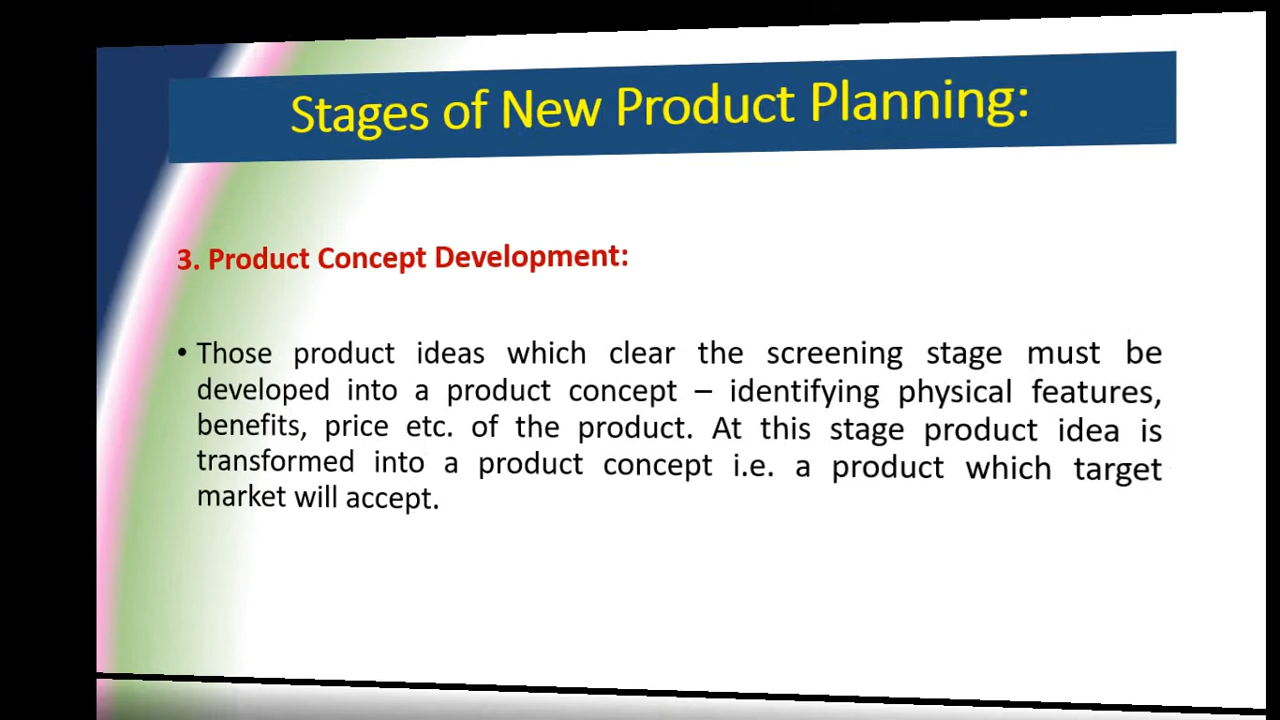 Stages of New Product Planning:
3. Product Concept Development:
• Those product ideas which clear the screening stage must be
developed into a product concept – identifying physical features,
benefits, price etc. of the product. At this stage product idea is
transformed into a product concept i.e. a product which target
market will accept.